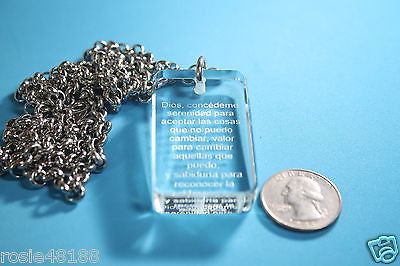 Dios, concédeme
serenidad para
aceptar las cosas
que no puedo
cambiar, valor
para cambiar
aquellas que
puedo,
y sabiduría para
reconocer la
rosie48188